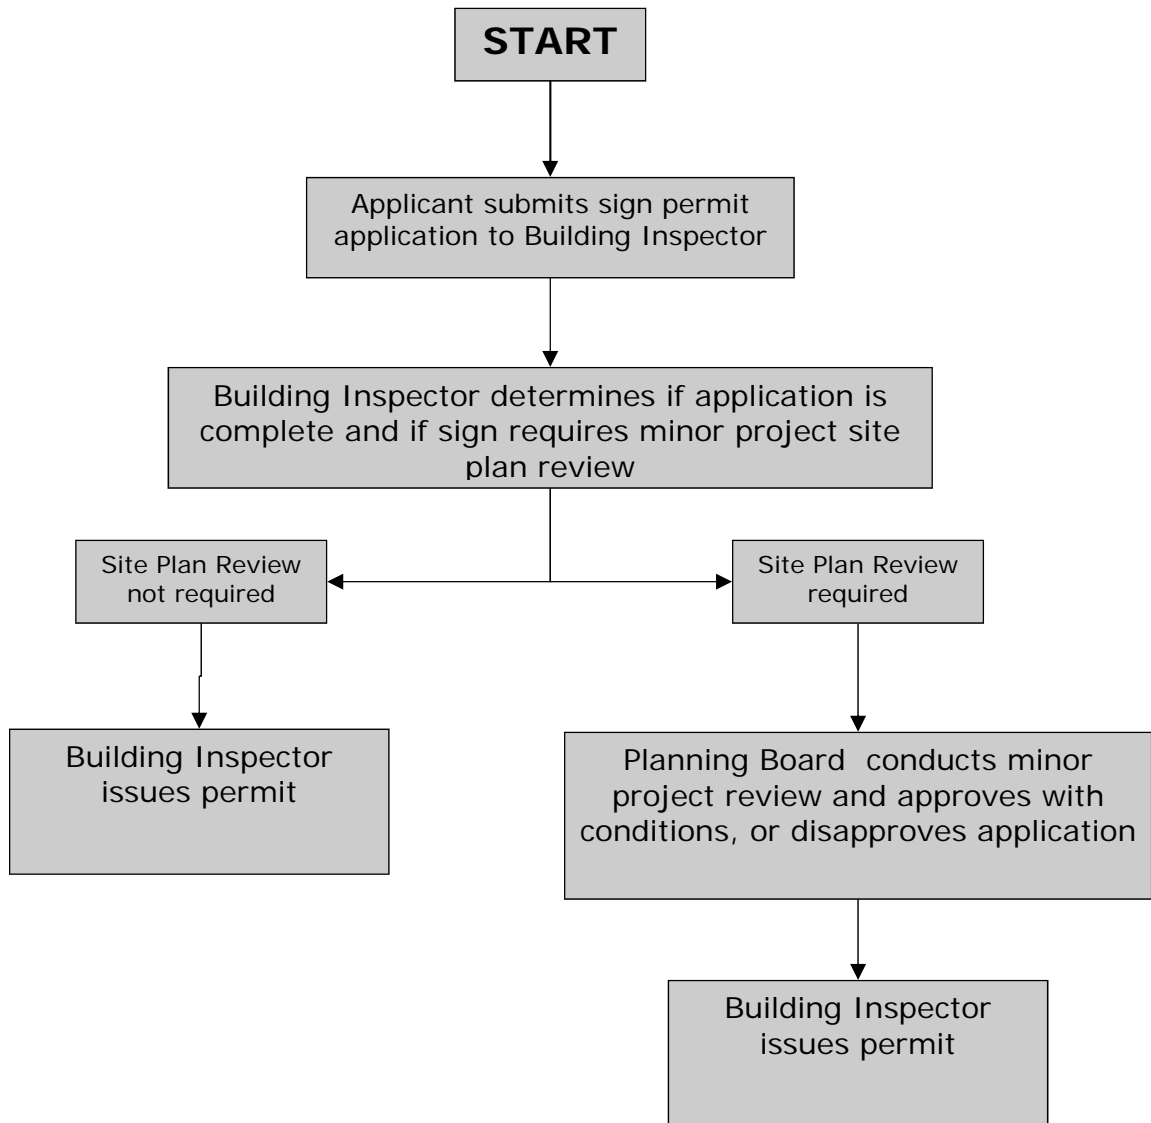 START
Applicant submits sign permit
application to Building Inspector
Building Inspector determines if application is
complete and if sign requires minor project site
plan review
Site Plan Review
not required
Site Plan Review
required
Building Inspector
issues permit
Planning Board  conducts minor
project review and approves with
conditions, or disapproves application
Building Inspector
issues permit